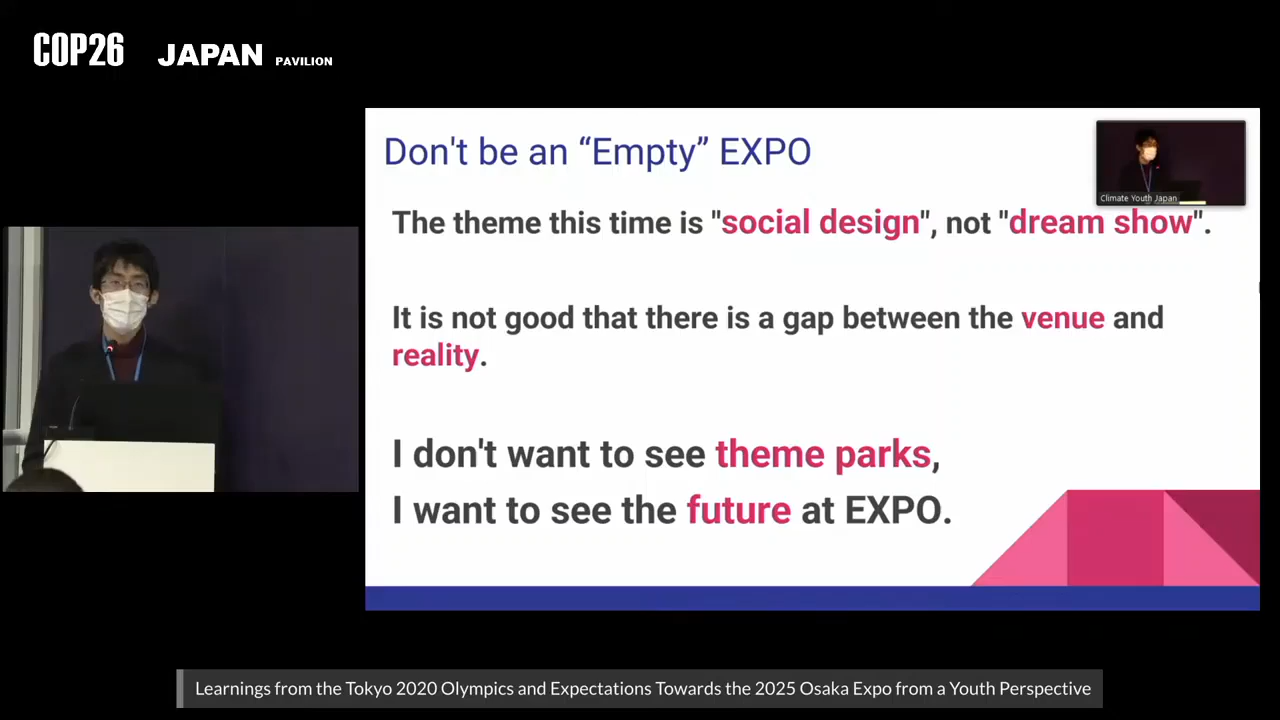 COP26 JAPAN PAVILION
Don't be an “Empty” EXPO
Climate Youth Japan
The theme this time is "social design", not "dream show".
It is not good that there is a gap between the venue and
reality.
I don't want to see theme parks,
I want to see the future at EXPO.
Learnings from the Tokyo 2020 Olympics and Expectations Towards the 2025 Osaka Expo from a Youth Perspective